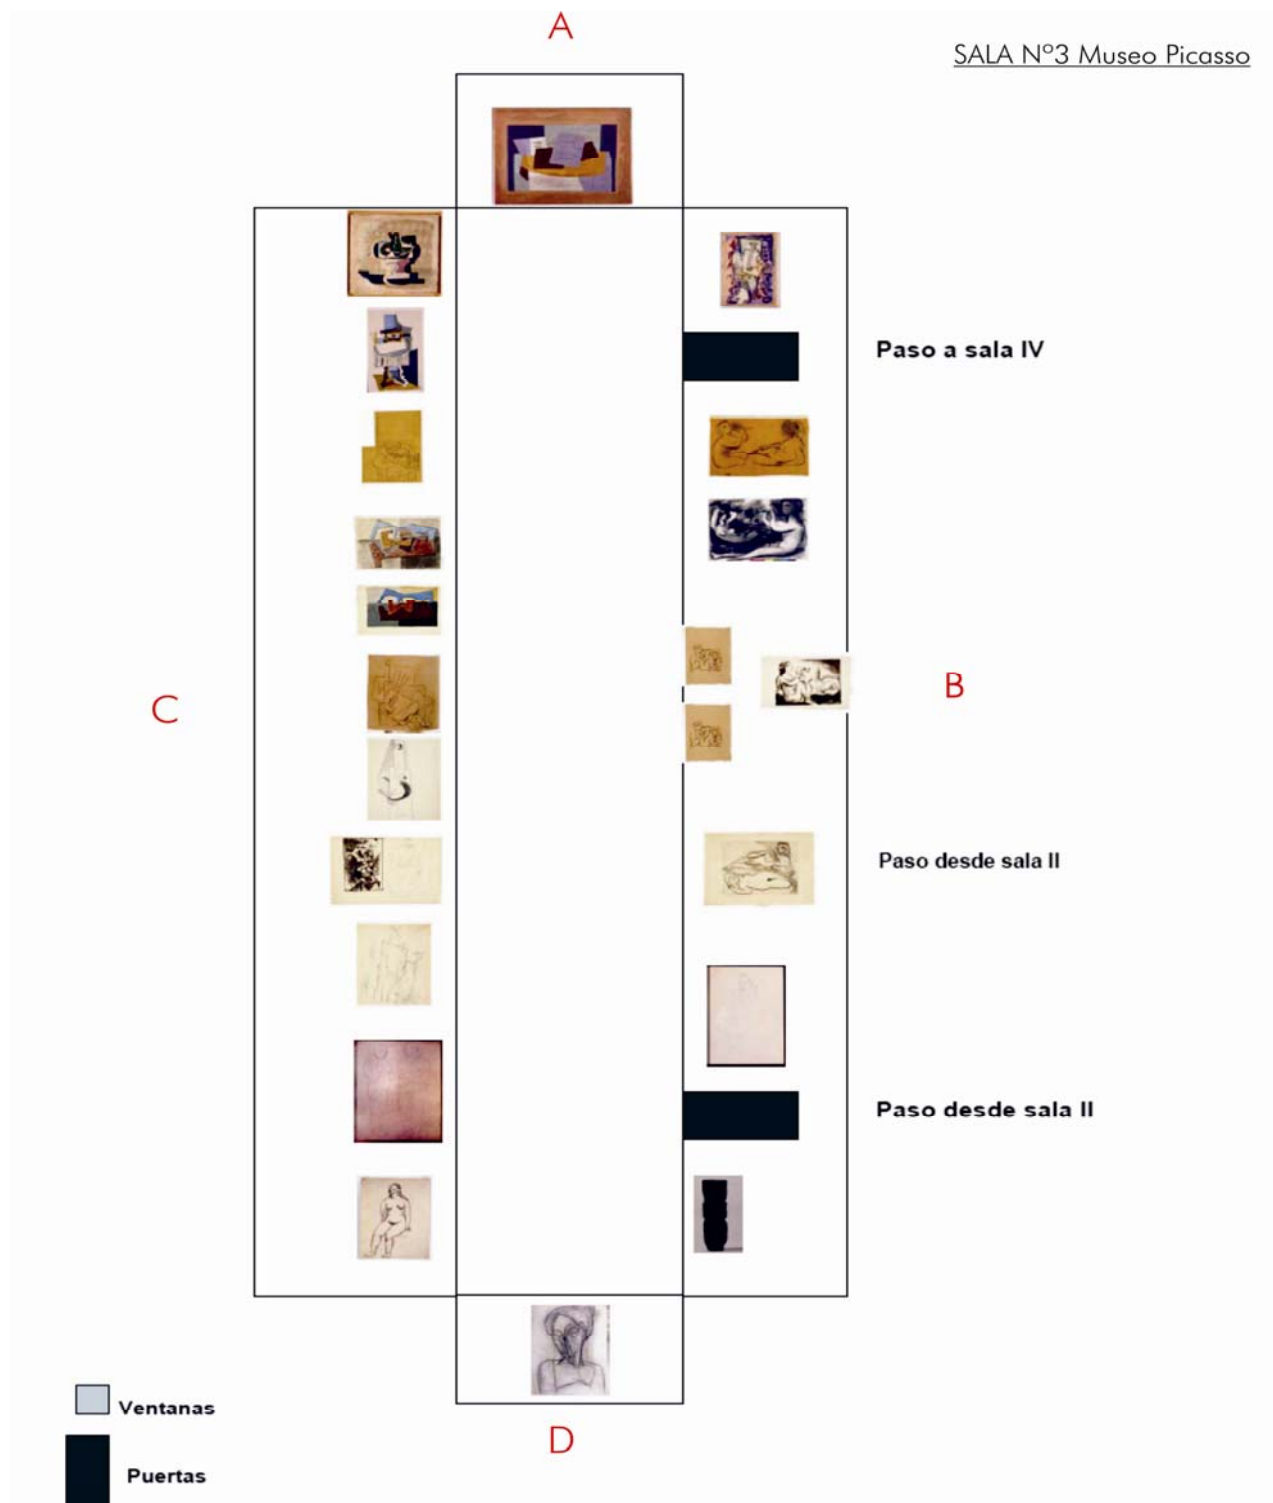 A
SALA Nº3 Museo Picasso
Paso a sala IV
B
C
Paso desde sala II
Paso desde sala II
Ventanas
D
Puertas